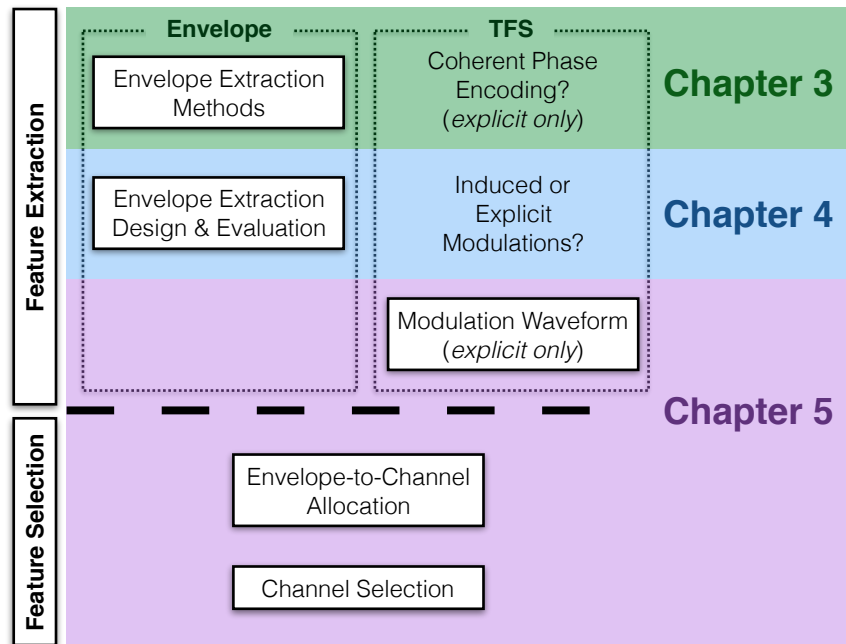 Envelope
TFS
Envelope Extraction
Methods
Coherent Phase
Encoding?
(explicit only)
Chapter 3
Feature Extraction
Envelope Extraction
Design & Evaluation
Induced or
Explicit
Modulations?
Chapter 4
Modulation Waveform
(explicit only)
Chapter 5
Feature Selection
Envelope-to-Channel
Allocation
Channel Selection